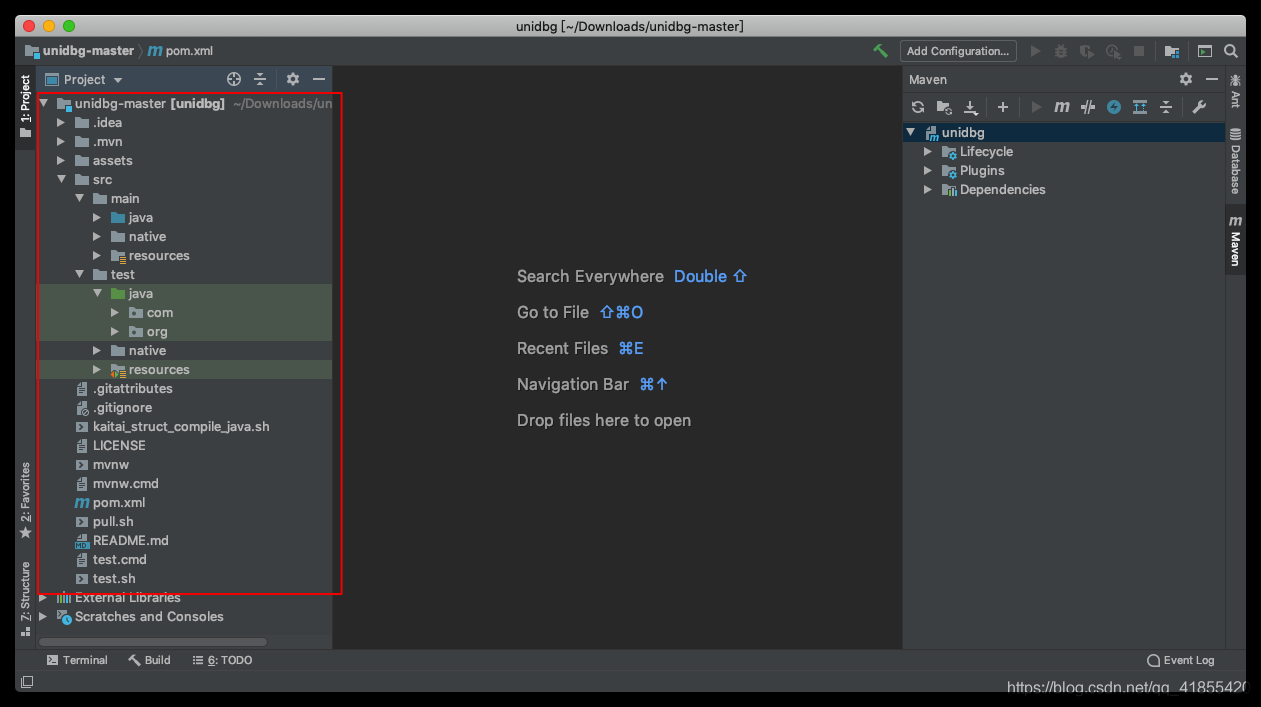 unidbg [~/Downloads/unidbg-master]
unidbg-master
pom.xml
Add Configuration...
1: Project
Project
unidbg-master [unidbg] ~/Downloads/un
.idea
.mvn
assets
src
main
java
native
resources
test
java
com
org
native
resources
.gitattributes
.gitignore
kaitai_struct_compile_java.sh
LICENSE
mvnw
mvnw.cmd
pom.xml
pull.sh
README.md
test.cmd
test.sh
External Libraries
Scratches and Consoles
2: Favorites
Z: Structure
Search Everywhere Double ⇧
Go to File ⇧⌘O
Recent Files ⌘E
Navigation Bar ⌘↑
Drop files here to open
Maven
unidbg
Lifecycle
Plugins
Dependencies
Ant
Database
Maven
Terminal
Build
6: TODO
Event Log
https://blog.csdn.net/qq_41855420